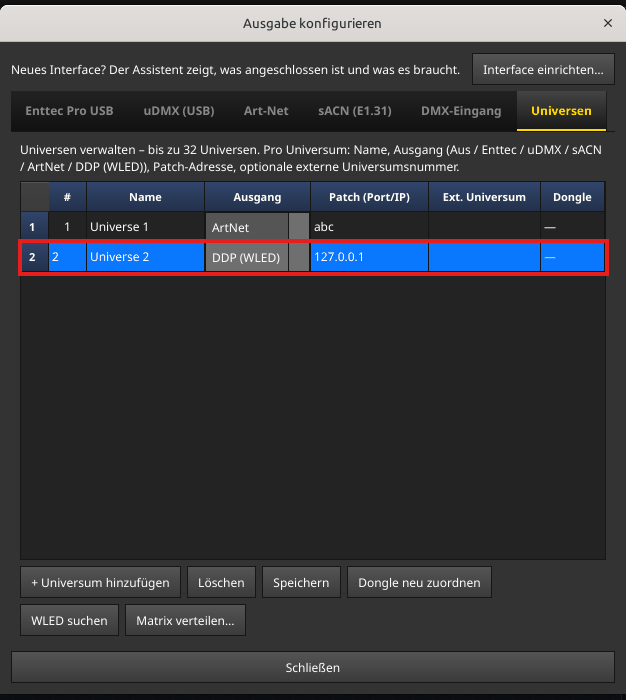 Ausgabe konfigurieren ×
Neues Interface? Der Assistent zeigt, was angeschlossen ist und was es braucht. Interface einrichten...
Enttec Pro USB uDMX (USB) Art-Net sACN (E1.31) DMX-Eingang Universen
Universen verwalten – bis zu 32 Universen. Pro Universum: Name, Ausgang (Aus / Enttec / uDMX / sACN
/ ArtNet / DDP (WLED)), Patch-Adresse, optionale externe Universumsnummer.
# Name Ausgang Patch (Port/IP) Ext. Universum Dongle
1 1 Universe 1 ArtNet abc —
2 2 Universe 2 DDP (WLED) 127.0.0.1 —
+ Universum hinzufügen Löschen Speichern Dongle neu zuordnen
WLED suchen Matrix verteilen...
Schließen